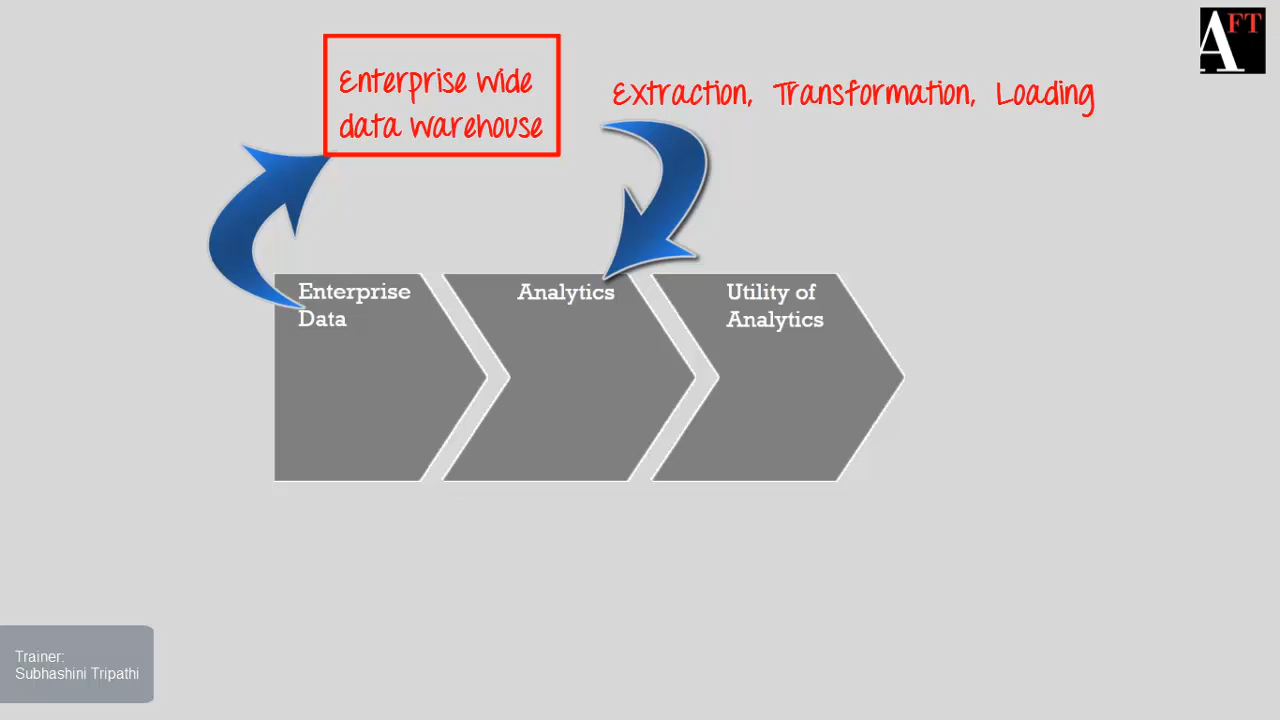 AFT
Enterprise wide
data warehouse
Extraction, Transformation, Loading
Enterprise
Data
Analytics
Utility of
Analytics
Trainer:
Subhashini Tripathi